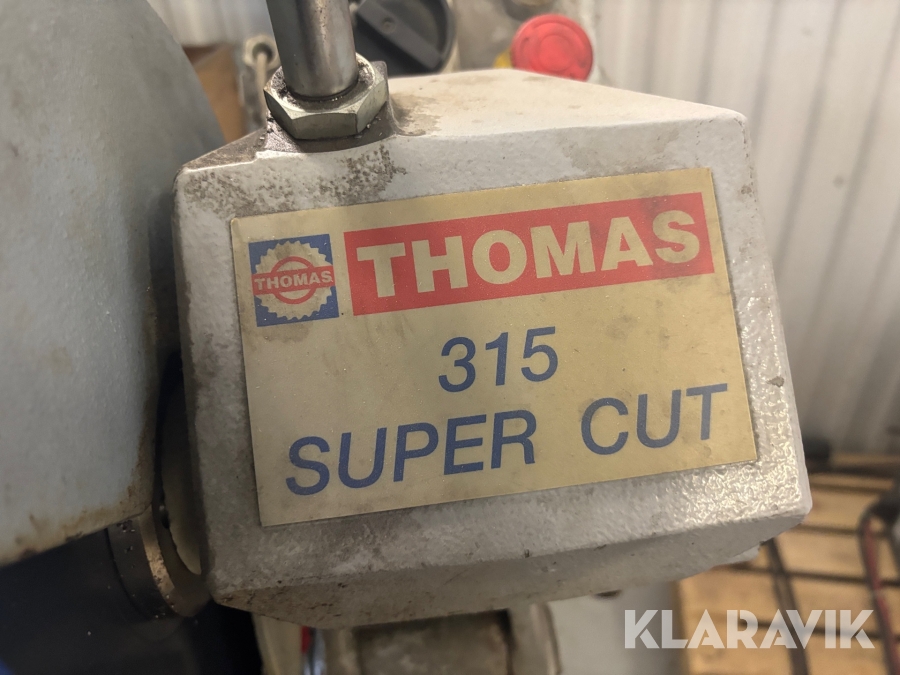 THOMAS
THOMAS
315
SUPER CUT
KLARAVIK